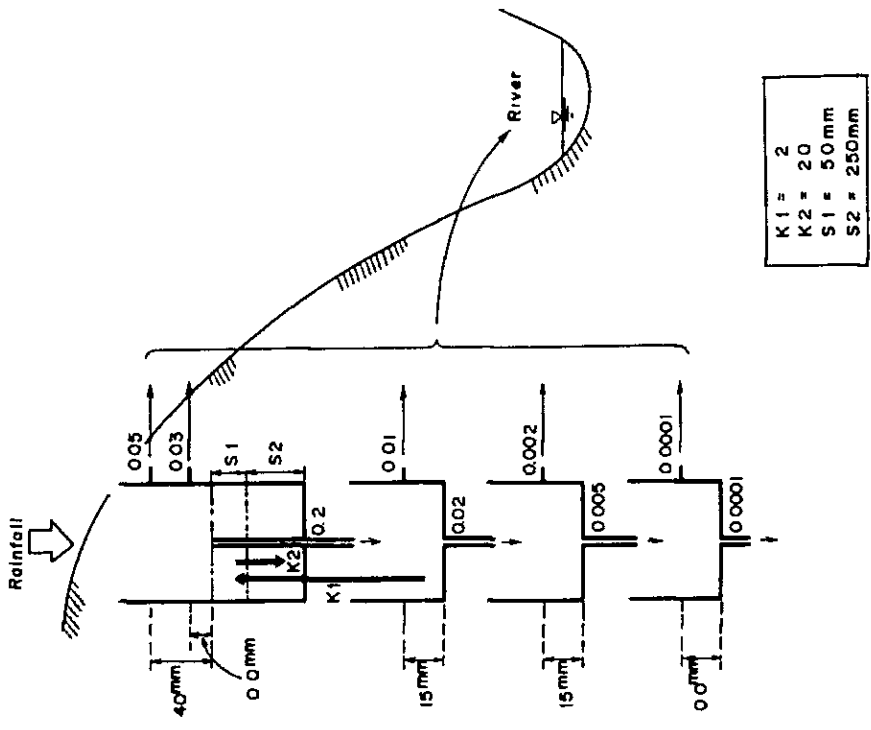 Rainfall
0.05
0.03
40mm
0.0mm
S1
S2
K2
K1
0.2
0.01
15mm
0.02
0.002
15mm
0.005
0.0001
0.0mm
0.0001
River
K1 = 2
K2 = 20
S1 = 50mm
S2 = 250mm